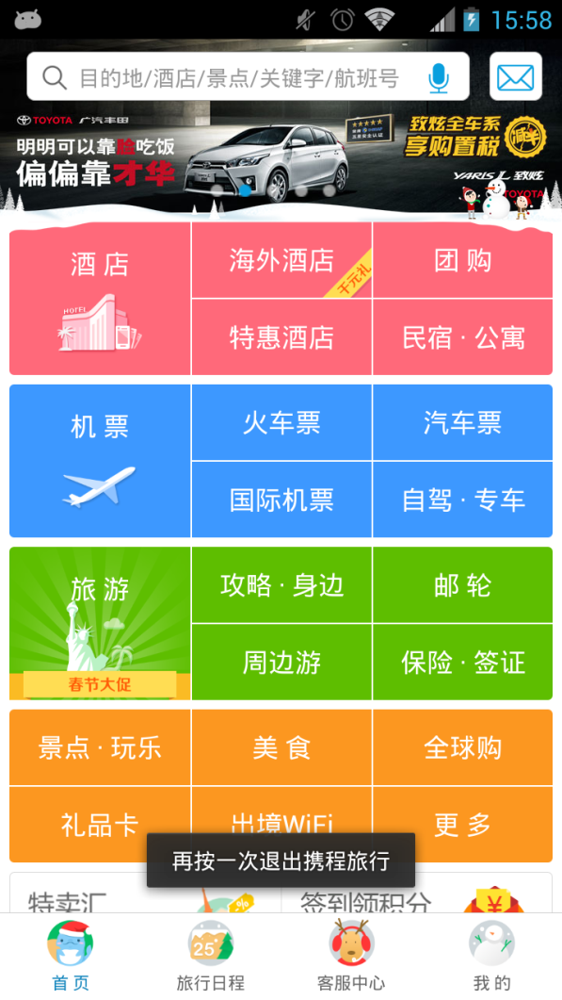 15:58
目的地/酒店/景点/关键字/航班号
TOYOTA 广汽丰田
明明可以靠脸吃饭
偏偏靠才华
致炫全车系
享购置税
减半
YARIS L 致炫
TOYOTA
酒店
HOTEL
海外酒店
千元礼
团购
特惠酒店
民宿·公寓
机票
火车票
汽车票
国际机票
自驾·专车
旅游
春节大促
攻略·身边
邮轮
周边游
保险·签证
景点·玩乐
美食
全球购
礼品卡
出境WiFi
更多
再按一次退出携程旅行
特卖汇
签到领积分
¥
25
首页
旅行日程
客服中心
我的